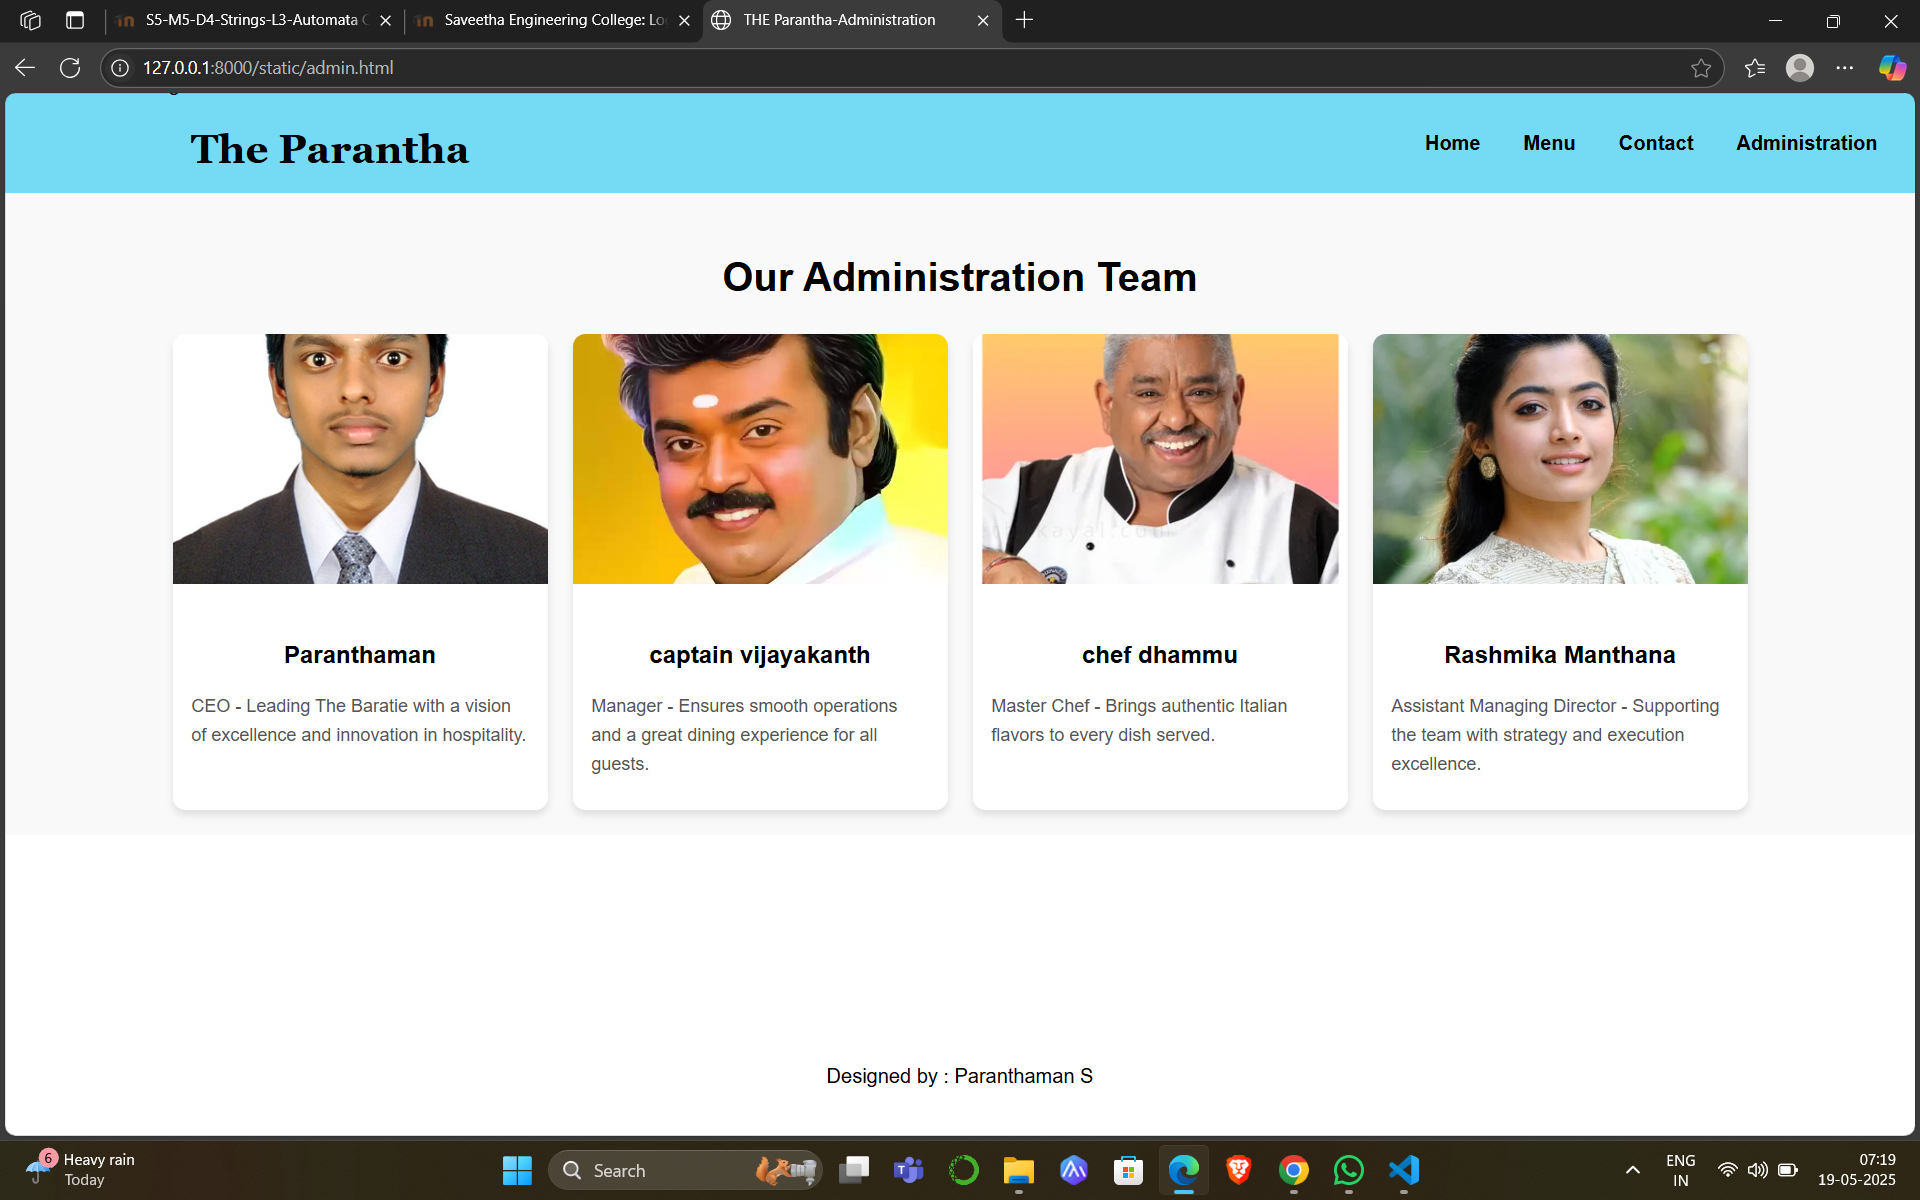 S5-M5-D4-Strings-L3-Automata
Saveetha Engineering College: Lo
THE Parantha-Administration
127.0.0.1:8000/static/admin.html
The Parantha
Home Menu Contact Administration
Our Administration Team
Paranthaman
CEO - Leading The Baratie with a vision
of excellence and innovation in hospitality.
captain vijayakanth
Manager - Ensures smooth operations
and a great dining experience for all
guests.
chef dhammu
Master Chef - Brings authentic Italian
flavors to every dish served.
Rashmika Manthana
Assistant Managing Director - Supporting
the team with strategy and execution
excellence.
Designed by : Paranthaman S
6
Heavy rain
Today
Search
ENG
IN
07:19
19-05-2025